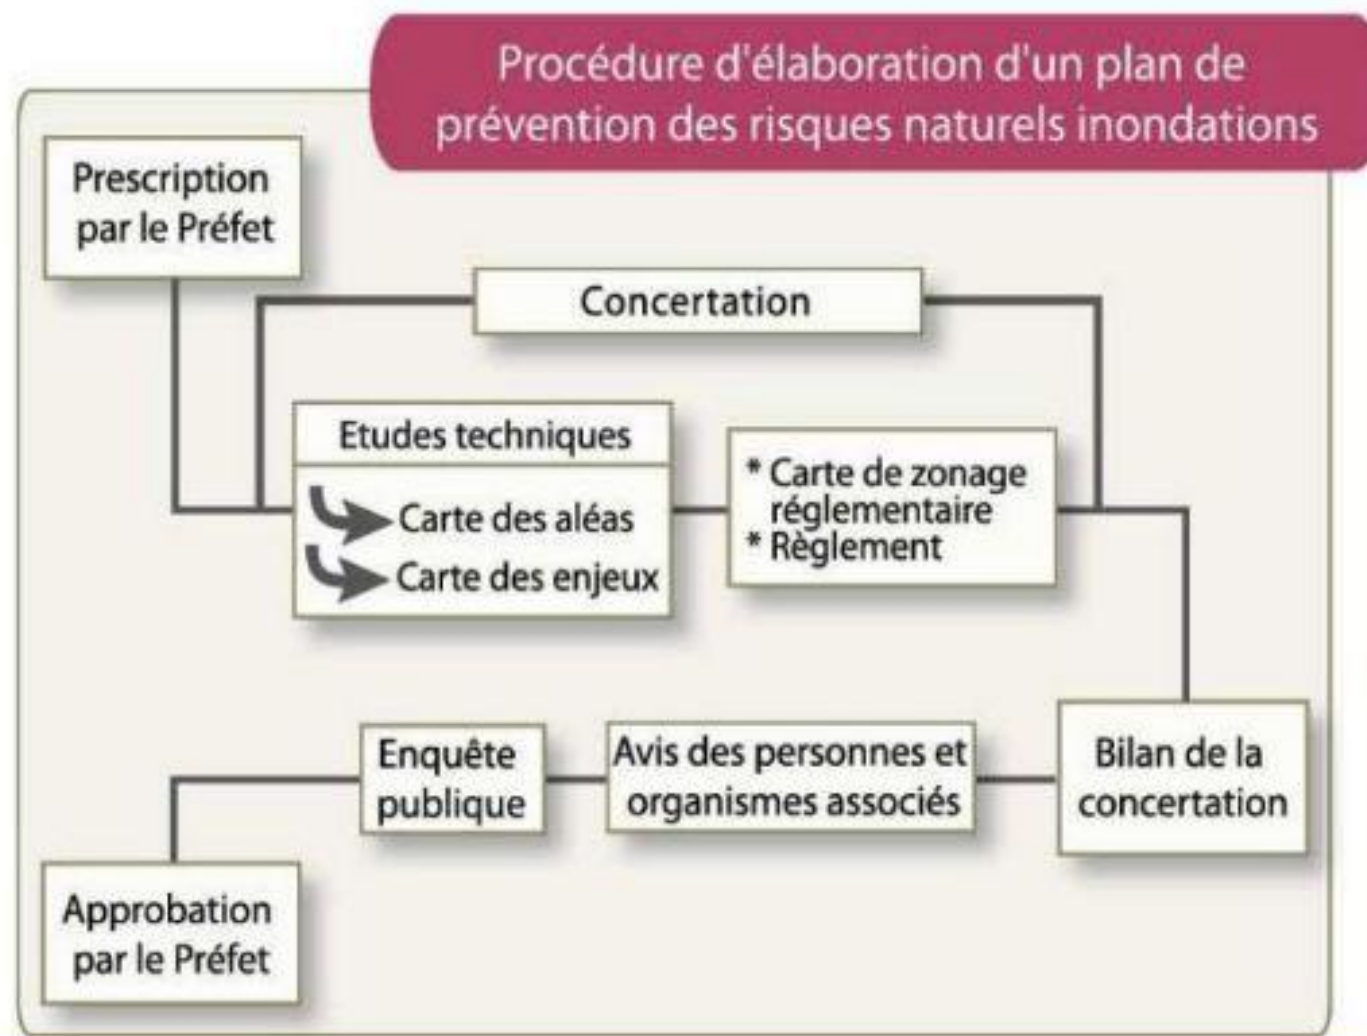 Procédure d'élaboration d'un plan de
prévention des risques naturels inondations
Prescription
par le Préfet
Concertation
Etudes techniques
Carte des aléas
Carte des enjeux
* Carte de zonage
réglementaire
* Règlement
Bilan de la
concertation
Avis des personnes et
organismes associés
Enquête
publique
Approbation
par le Préfet